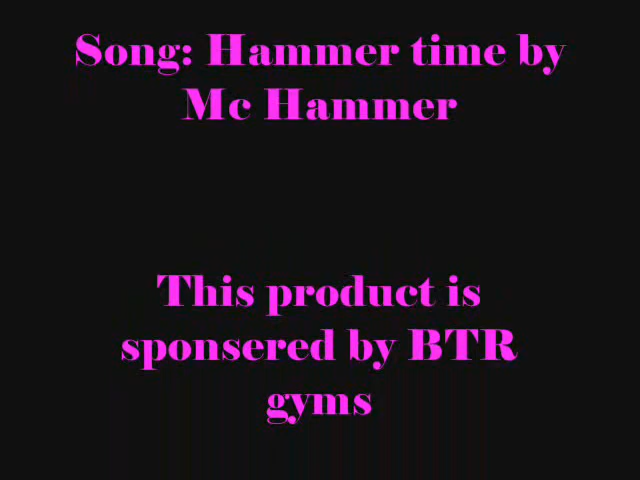 Song: Hammer time by
Mc Hammer
This product is
sponsered by BTR
gyms